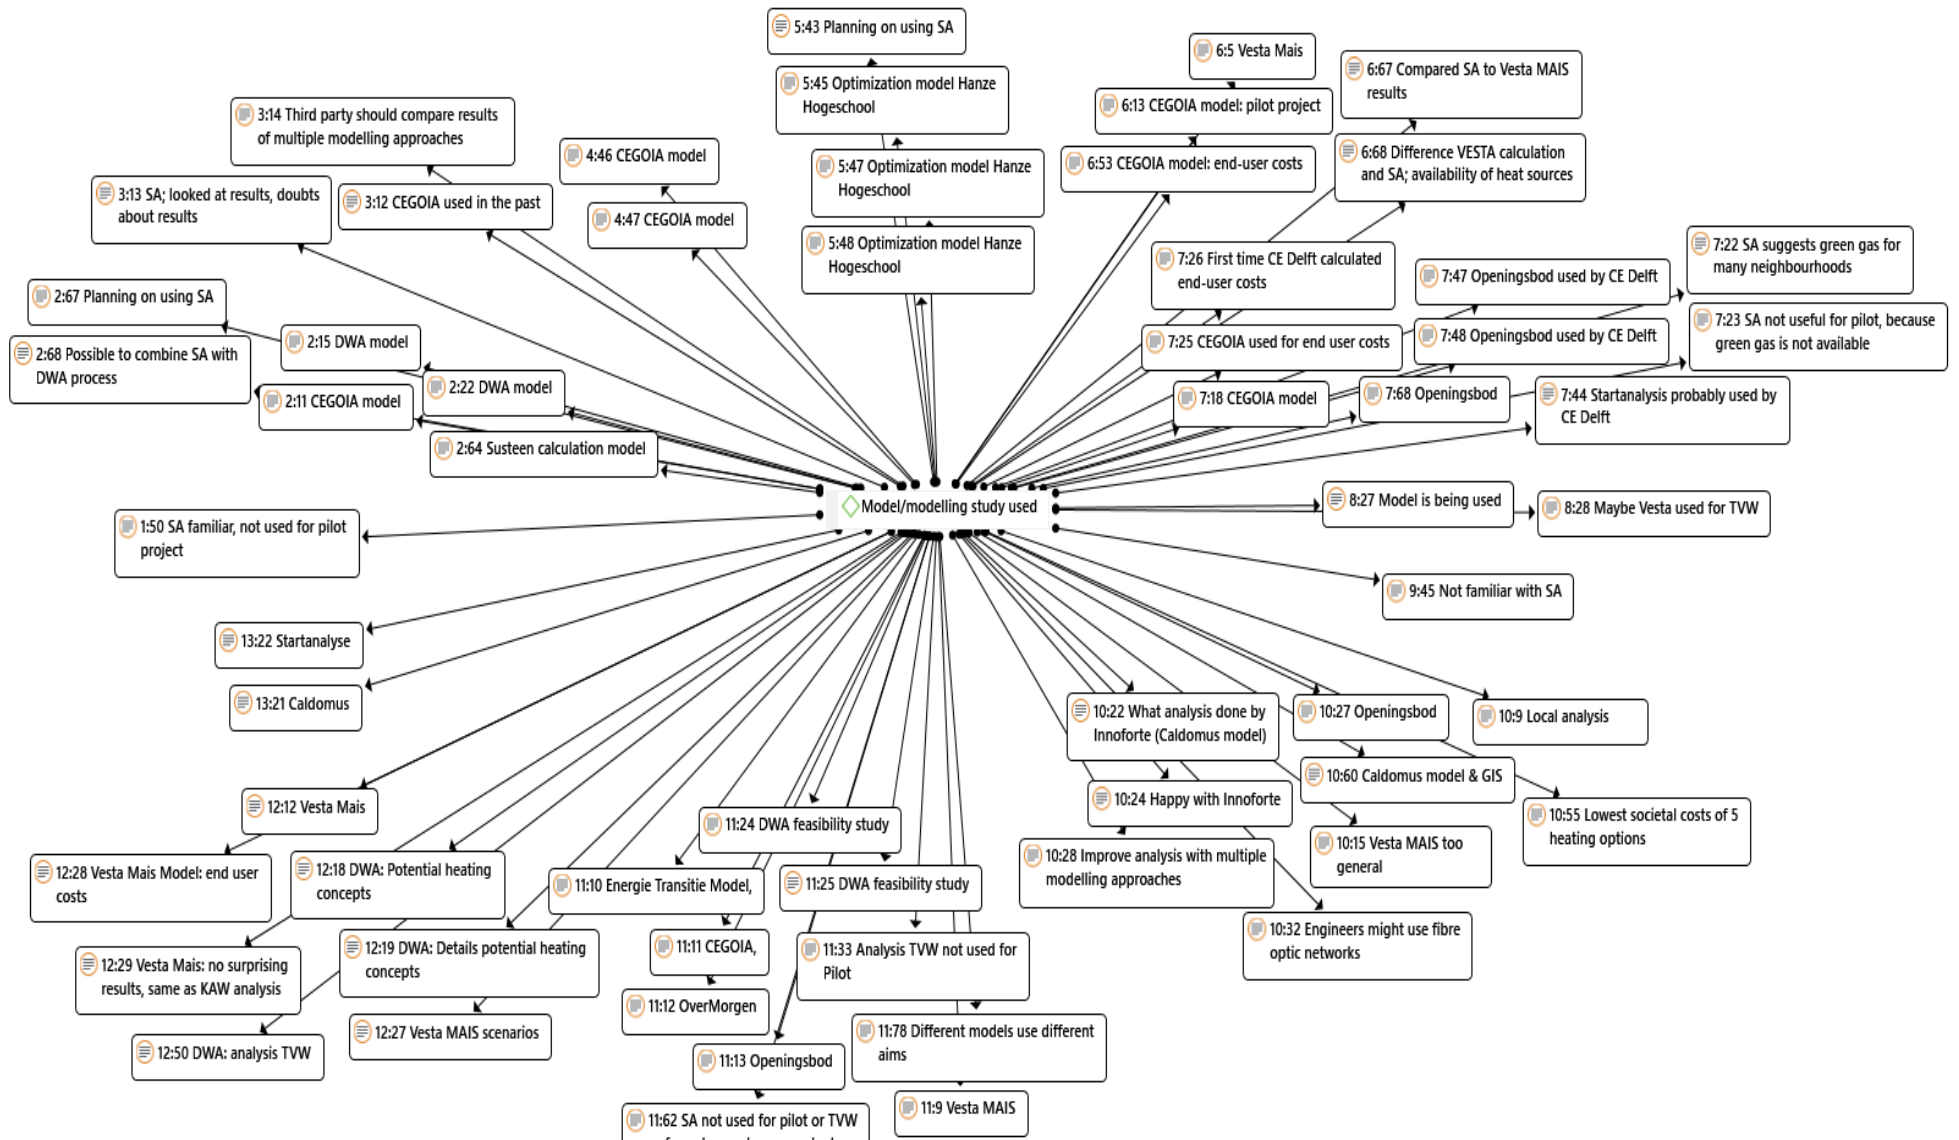 5:43 Planning on using SA
5:45 Optimization model Hanze
Hogeschool
5:47 Optimization model Hanze
Hogeschool
5:48 Optimization model Hanze
Hogeschool
6:5 Vesta Mais
6:13 CEGOIA model: pilot project
6:53 CEGOIA model: end-user costs
6:67 Compared SA to Vesta MAIS
results
6:68 Difference VESTA calculation
and SA; availability of heat sources
3:14 Third party should compare results
of multiple modelling approaches
3:13 SA; looked at results, doubts
about results
3:12 CEGOIA used in the past
4:46 CEGOIA model
4:47 CEGOIA model
7:26 First time CE Delft calculated
end-user costs
7:47 Openingsbod used by CE Delft
7:22 SA suggests green gas for
many neighbourhoods
7:25 CEGOIA used for end user costs
7:48 Openingsbod used by CE Delft
7:23 SA not useful for pilot, because
green gas is not available
7:18 CEGOIA model
7:68 Openingsbod
7:44 Startanalysis probably used by
CE Delft
2:67 Planning on using SA
2:68 Possible to combine SA with
DWA process
2:15 DWA model
2:11 CEGOIA model
2:22 DWA model
2:64 Susteen calculation model
Model/modelling study used
8:27 Model is being used
8:28 Maybe Vesta used for TVW
1:50 SA familiar, not used for pilot
project
9:45 Not familiar with SA
13:22 Startanalyse
13:21 Caldomus
10:22 What analysis done by
Innoforte (Caldomus model)
10:27 Openingsbod
10:9 Local analysis
10:24 Happy with Innoforte
10:60 Caldomus model & GIS
10:55 Lowest societal costs of 5
heating options
10:28 Improve analysis with multiple
modelling approaches
10:15 Vesta MAIS too
general
10:32 Engineers might use fibre
optic networks
12:12 Vesta Mais
12:28 Vesta Mais Model: end user
costs
12:18 DWA: Potential heating
concepts
12:29 Vesta Mais: no surprising
results, same as KAW analysis
12:19 DWA: Details potential heating
concepts
12:50 DWA: analysis TVW
12:27 Vesta MAIS scenarios
11:24 DWA feasibility study
11:10 Energie Transitie Model,
11:25 DWA feasibility study
11:11 CEGOIA,
11:33 Analysis TVW not used for
Pilot
11:12 OverMorgen
11:13 Openingsbod
11:78 Different models use different
aims
11:62 SA not used for pilot or TVW
11:9 Vesta MAIS